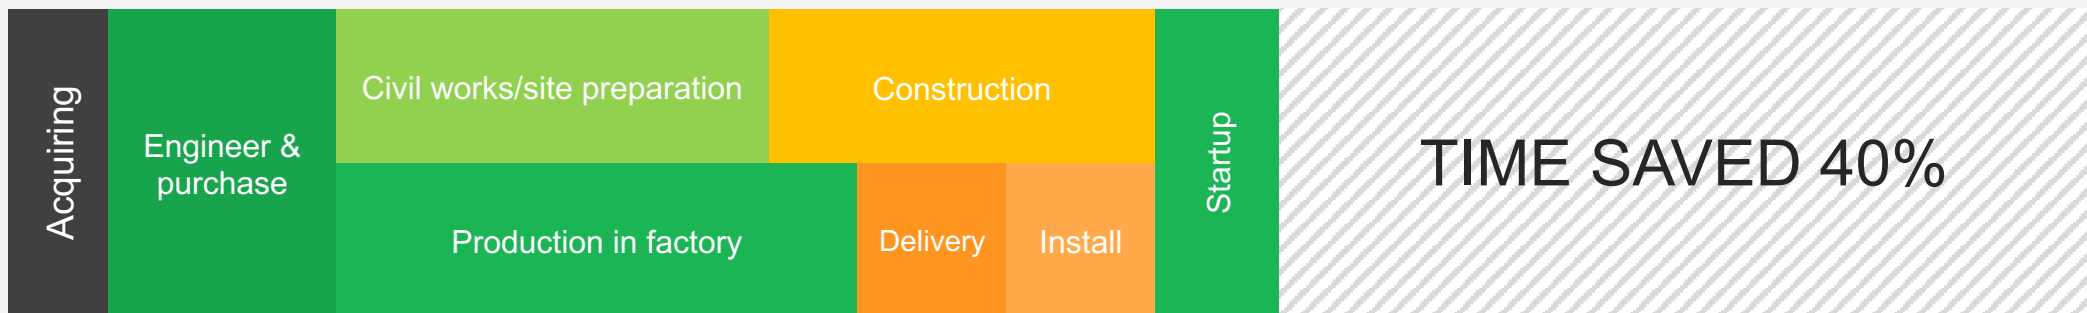 Acquiring
Engineer &
purchase
Civil works/site preparation
Construction
Production in factory
Delivery
Install
Startup
TIME SAVED 40%